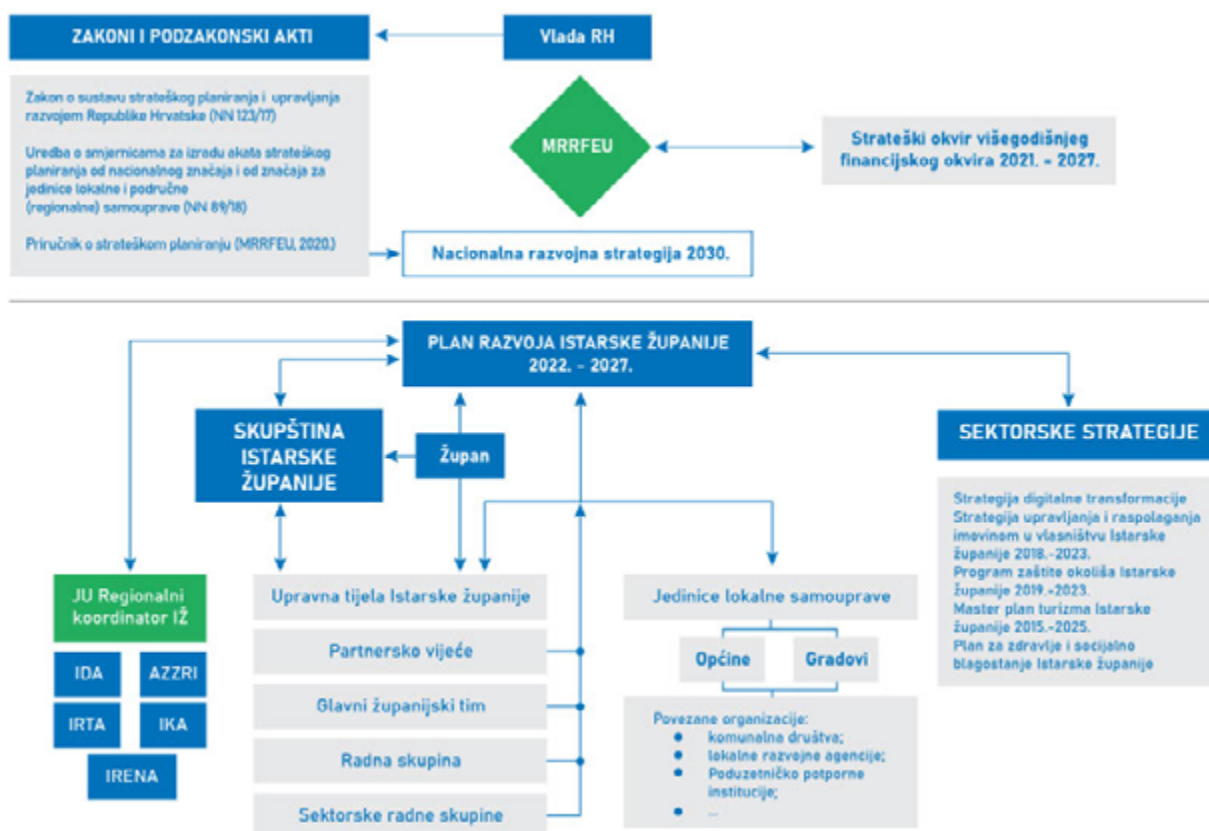 ZAKONI I PODZAKONSKI AKTI
Vlada RH
Zakon o sustavu strateškog planiranja i upravljanja
razvojem Republike Hrvatske (NN 123/17)
Uredba o smjernicama za izradu akata strateškog
planiranja od nacionalnog značaja i od značaja za
jedinice lokalne i područne
(regionalne) samouprave (NN 89/18)
Priručnik o strateškom planiranju (MRRFEU, 2020.)
MRRFEU
Strateški okvir višegodišnjeg
financijskog okvira 2021. - 2027.
Nacionalna razvojna strategija 2030.
PLAN RAZVOJA ISTARSKE ŽUPANIJE
2022. - 2027.
SKUPŠTINA
ISTARSKE
ŽUPANIJE
Župan
SEKTORSKE STRATEGIJE
Strategija digitalne transformacije
Strategija upravljanja i raspolaganja
imovinom u vlasništvu Istarske
županije 2018.-2023.
Program zaštite okoliša Istarske
županije 2019.-2023.
Master plan turizma Istarske
županije 2015.-2025.
Plan za zdravlje i socijalno
blagostanje Istarske županije
JU Regionalni
koordinator IŽ
IDA
AZZRI
IRTA
IKA
IRENA
Upravna tijela Istarske županije
Partnersko vijeće
Glavni županijski tim
Radna skupina
Sektorske radne skupine
Jedinice lokalne samouprave
Općine
Gradovi
Povezane organizacije:
● komunalna društva;
● lokalne razvojne agencije;
● Poduzetničko potporne
institucije;
● ...